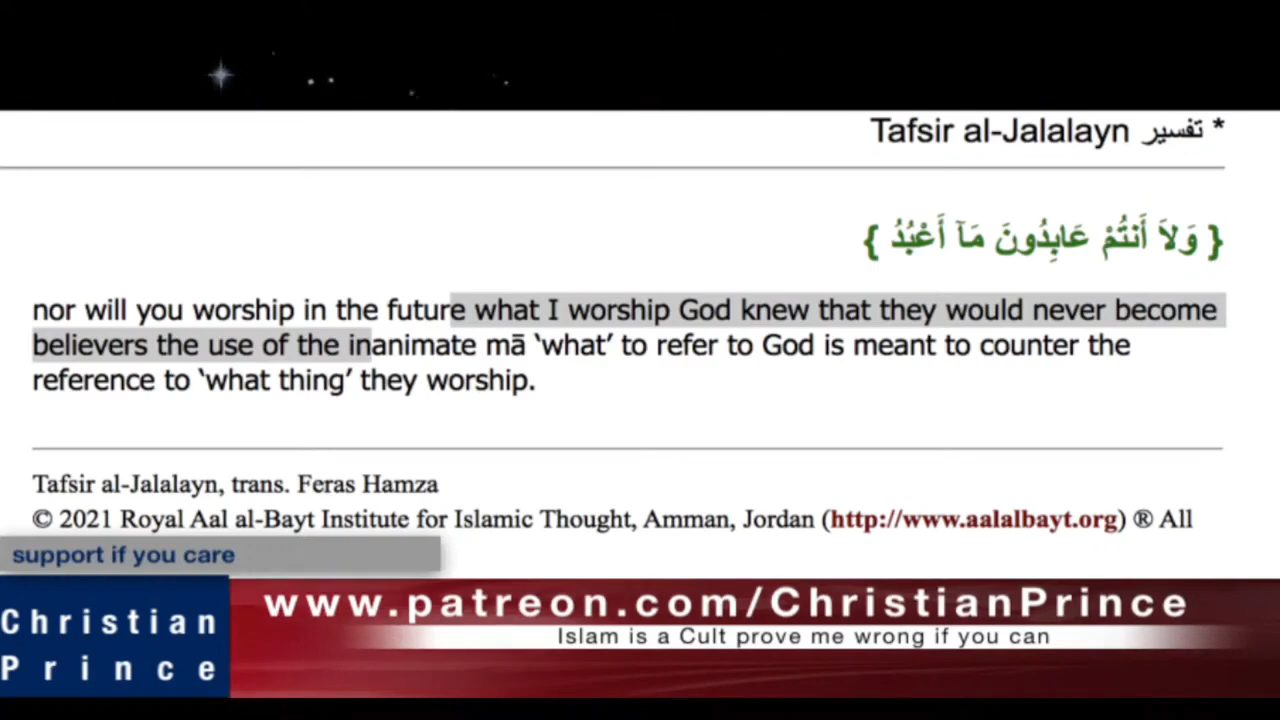 Tafsir al-Jalalayn تفسير *
{ وَلاَ أَنتُمْ عَابِدُونَ مَآ أَعْبُدُ }
nor will you worship in the future what I worship God knew that they would never become
believers the use of the inanimate mā ‘what’ to refer to God is meant to counter the
reference to ‘what thing’ they worship.
Tafsir al-Jalalayn, trans. Feras Hamza
© 2021 Royal Aal al-Bayt Institute for Islamic Thought, Amman, Jordan (http://www.aalalbayt.org) ® All
support if you care
Christian
Prince
www.patreon.com/ChristianPrince
Islam is a Cult prove me wrong if you can